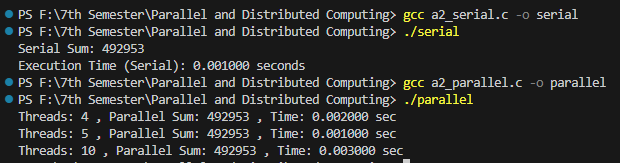 PS F:\7th Semester\Parallel and Distributed Computing> gcc a2_serial.c -o serial
PS F:\7th Semester\Parallel and Distributed Computing> ./serial
Serial Sum: 492953
Execution Time (Serial): 0.001000 seconds
PS F:\7th Semester\Parallel and Distributed Computing> gcc a2_parallel.c -o parallel
PS F:\7th Semester\Parallel and Distributed Computing> ./parallel
Threads: 4 , Parallel Sum: 492953 , Time: 0.002000 sec
Threads: 5 , Parallel Sum: 492953 , Time: 0.001000 sec
Threads: 10 , Parallel Sum: 492953 , Time: 0.003000 sec